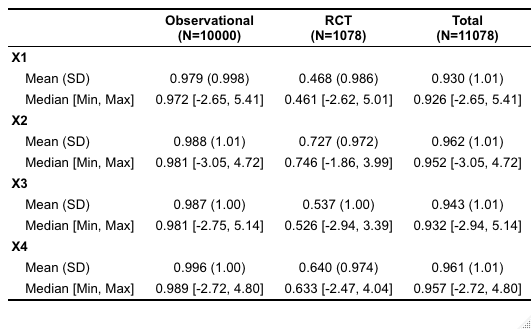 Observational RCT Total
(N=10000) (N=1078) (N=11078)
X1
Mean (SD) 0.979 (0.998) 0.468 (0.986) 0.930 (1.01)
Median [Min, Max] 0.972 [-2.65, 5.41] 0.461 [-2.62, 5.01] 0.926 [-2.65, 5.41]
X2
Mean (SD) 0.988 (1.01) 0.727 (0.972) 0.962 (1.01)
Median [Min, Max] 0.981 [-3.05, 4.72] 0.746 [-1.86, 3.99] 0.952 [-3.05, 4.72]
X3
Mean (SD) 0.987 (1.00) 0.537 (1.00) 0.943 (1.01)
Median [Min, Max] 0.981 [-2.75, 5.14] 0.526 [-2.94, 3.39] 0.932 [-2.94, 5.14]
X4
Mean (SD) 0.996 (1.00) 0.640 (0.974) 0.961 (1.01)
Median [Min, Max] 0.989 [-2.72, 4.80] 0.633 [-2.47, 4.04] 0.957 [-2.72, 4.80]